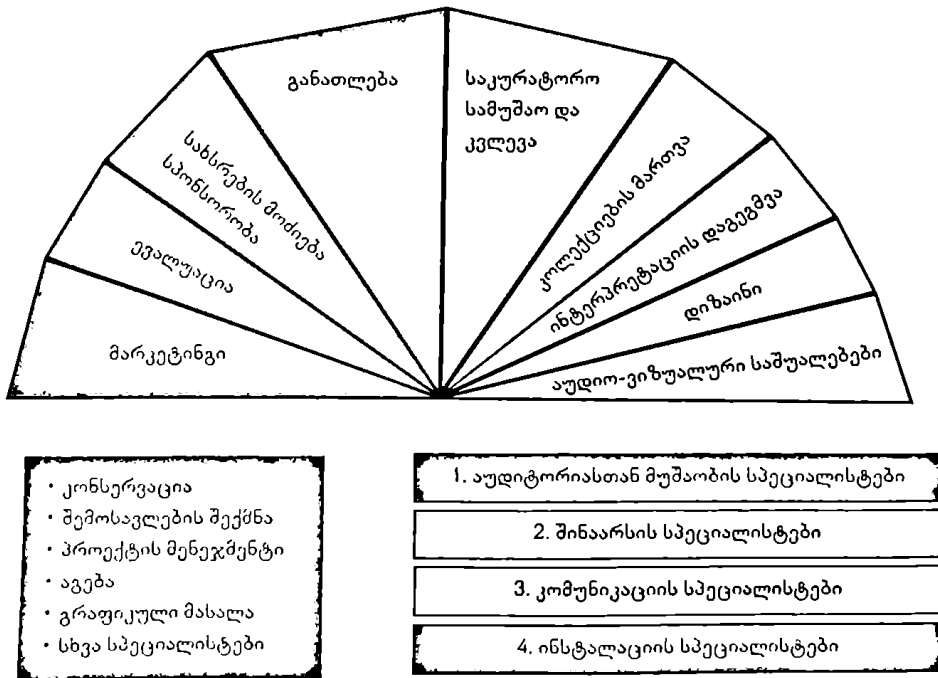 განათლება
საკურატორო
სამუშაო და
კვლევა
სახსრების მოძიება
სპონსორობა
კოლექციების მართვა
ევალუაცია
ინტერპრეტაციის დაგეგმვა
დიზაინი
მარკეტინგი
აუდიო-ვიზუალური საშუალებები
• კონსერვაცია
• შემოსავლების შექმნა
• პროექტის მენეჯმენტი
• აგება
• გრაფიკული მასალა
• სხვა სპეციალისტები
1. აუდიტორიასთან მუშაობის სპეციალისტები
2. შინაარსის სპეციალისტები
3. კომუნიკაციის სპეციალისტები
4. ინსტალაციის სპეციალისტები